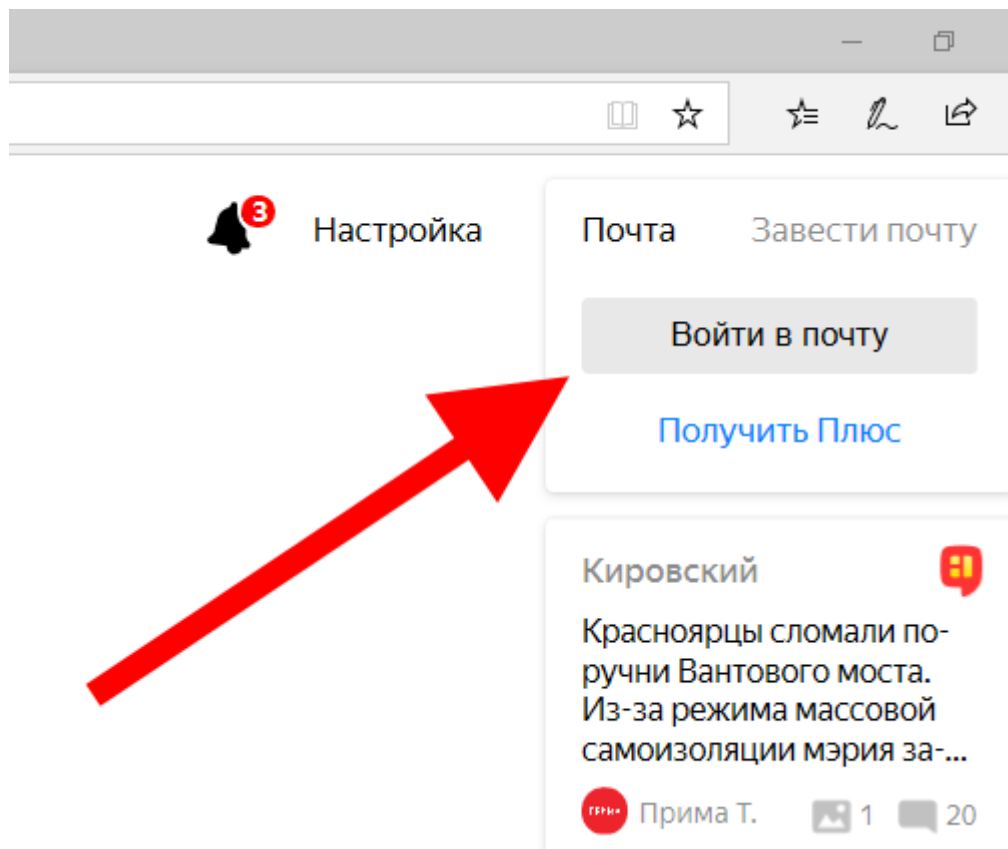 3
Настройка
Почта
Завести почту
Войти в почту
Получить Плюс
Кировский
Красноярцы сломали по-
ручни Вантового моста.
Из-за режима массовой
самоизоляции мэрия за-...
Прима Т.
1
20